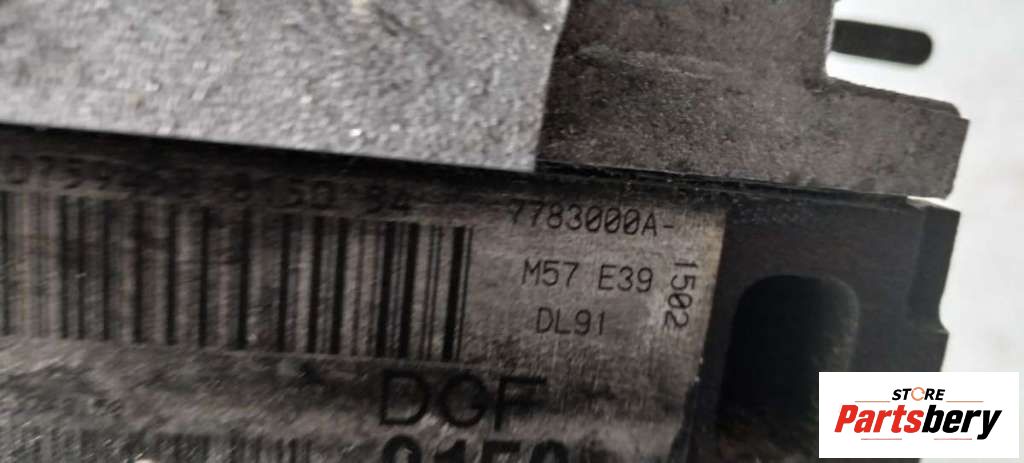 7783000A-
M57 E39
DL91
1502
DGF
STORE
Partsbery